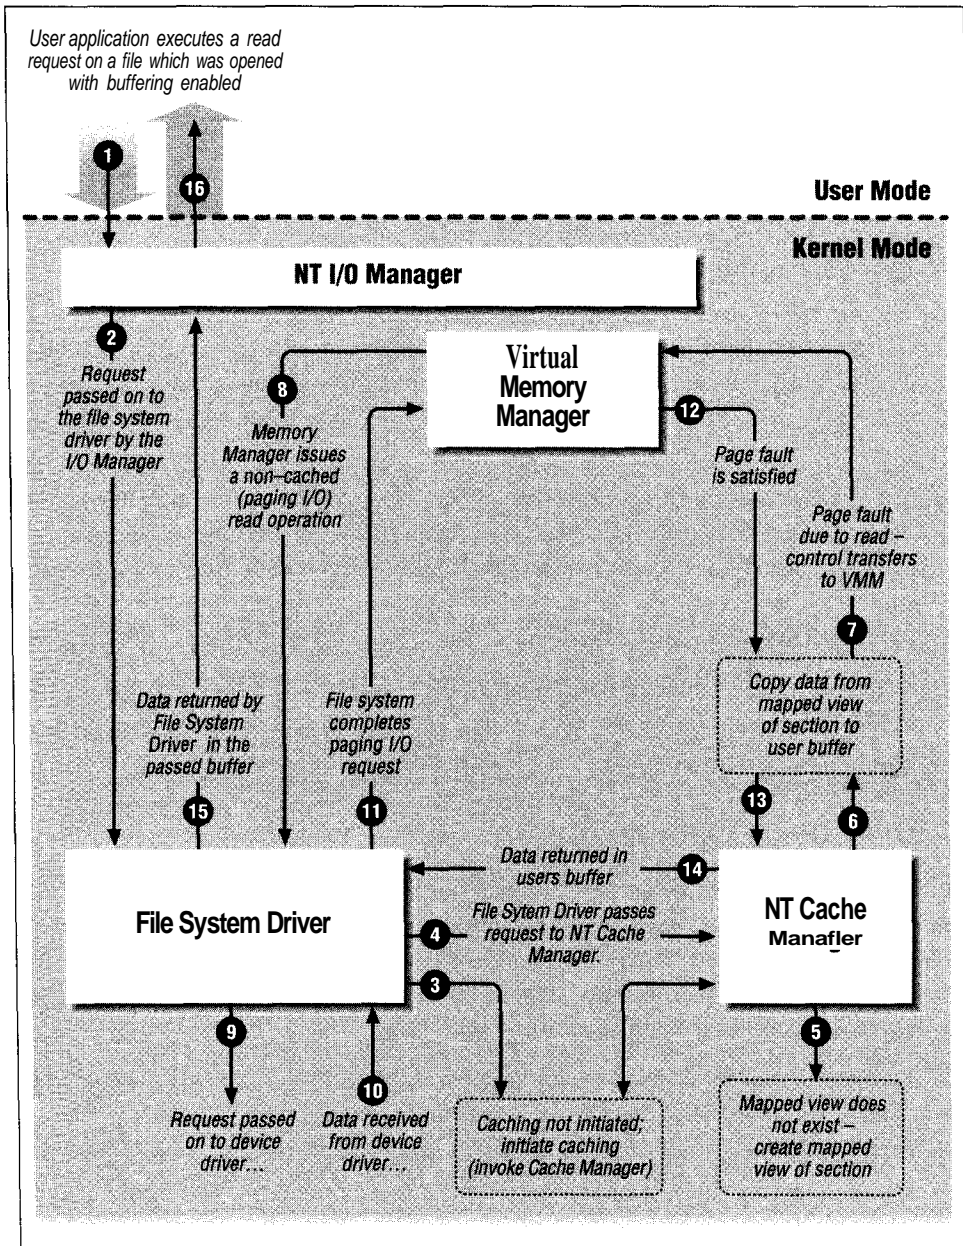 User application executes a read
request on a file which was opened
with buffering enabled
1
16
User Mode
Kernel Mode
NT I/O Manager
2
Request
passed on to
the file system
driver by the
I/O Manager
8
Memory
Manager issues
a non–cached
(paging I/O)
read operation
Virtual
Memory
Manager
12
Page fault
is satisfied
Page fault
due to read –
control transfers
to VMM
7
Data returned by
File System
Driver in the
passed buffer
15
File system
completes
paging I/O
request
11
Copy data from
mapped view
of section to
user buffer
13
6
File System Driver
Data returned in
users buffer
14
4
File Sytem Driver passes
request to NT Cache
Manager.
3
NT Cache
Manafler
9
10
5
Request passed
on to device
driver...
Data received
from device
driver...
Caching not initiated;
initiate caching
(invoke Cache Manager)
Mapped view does
not exist –
create mapped
view of section